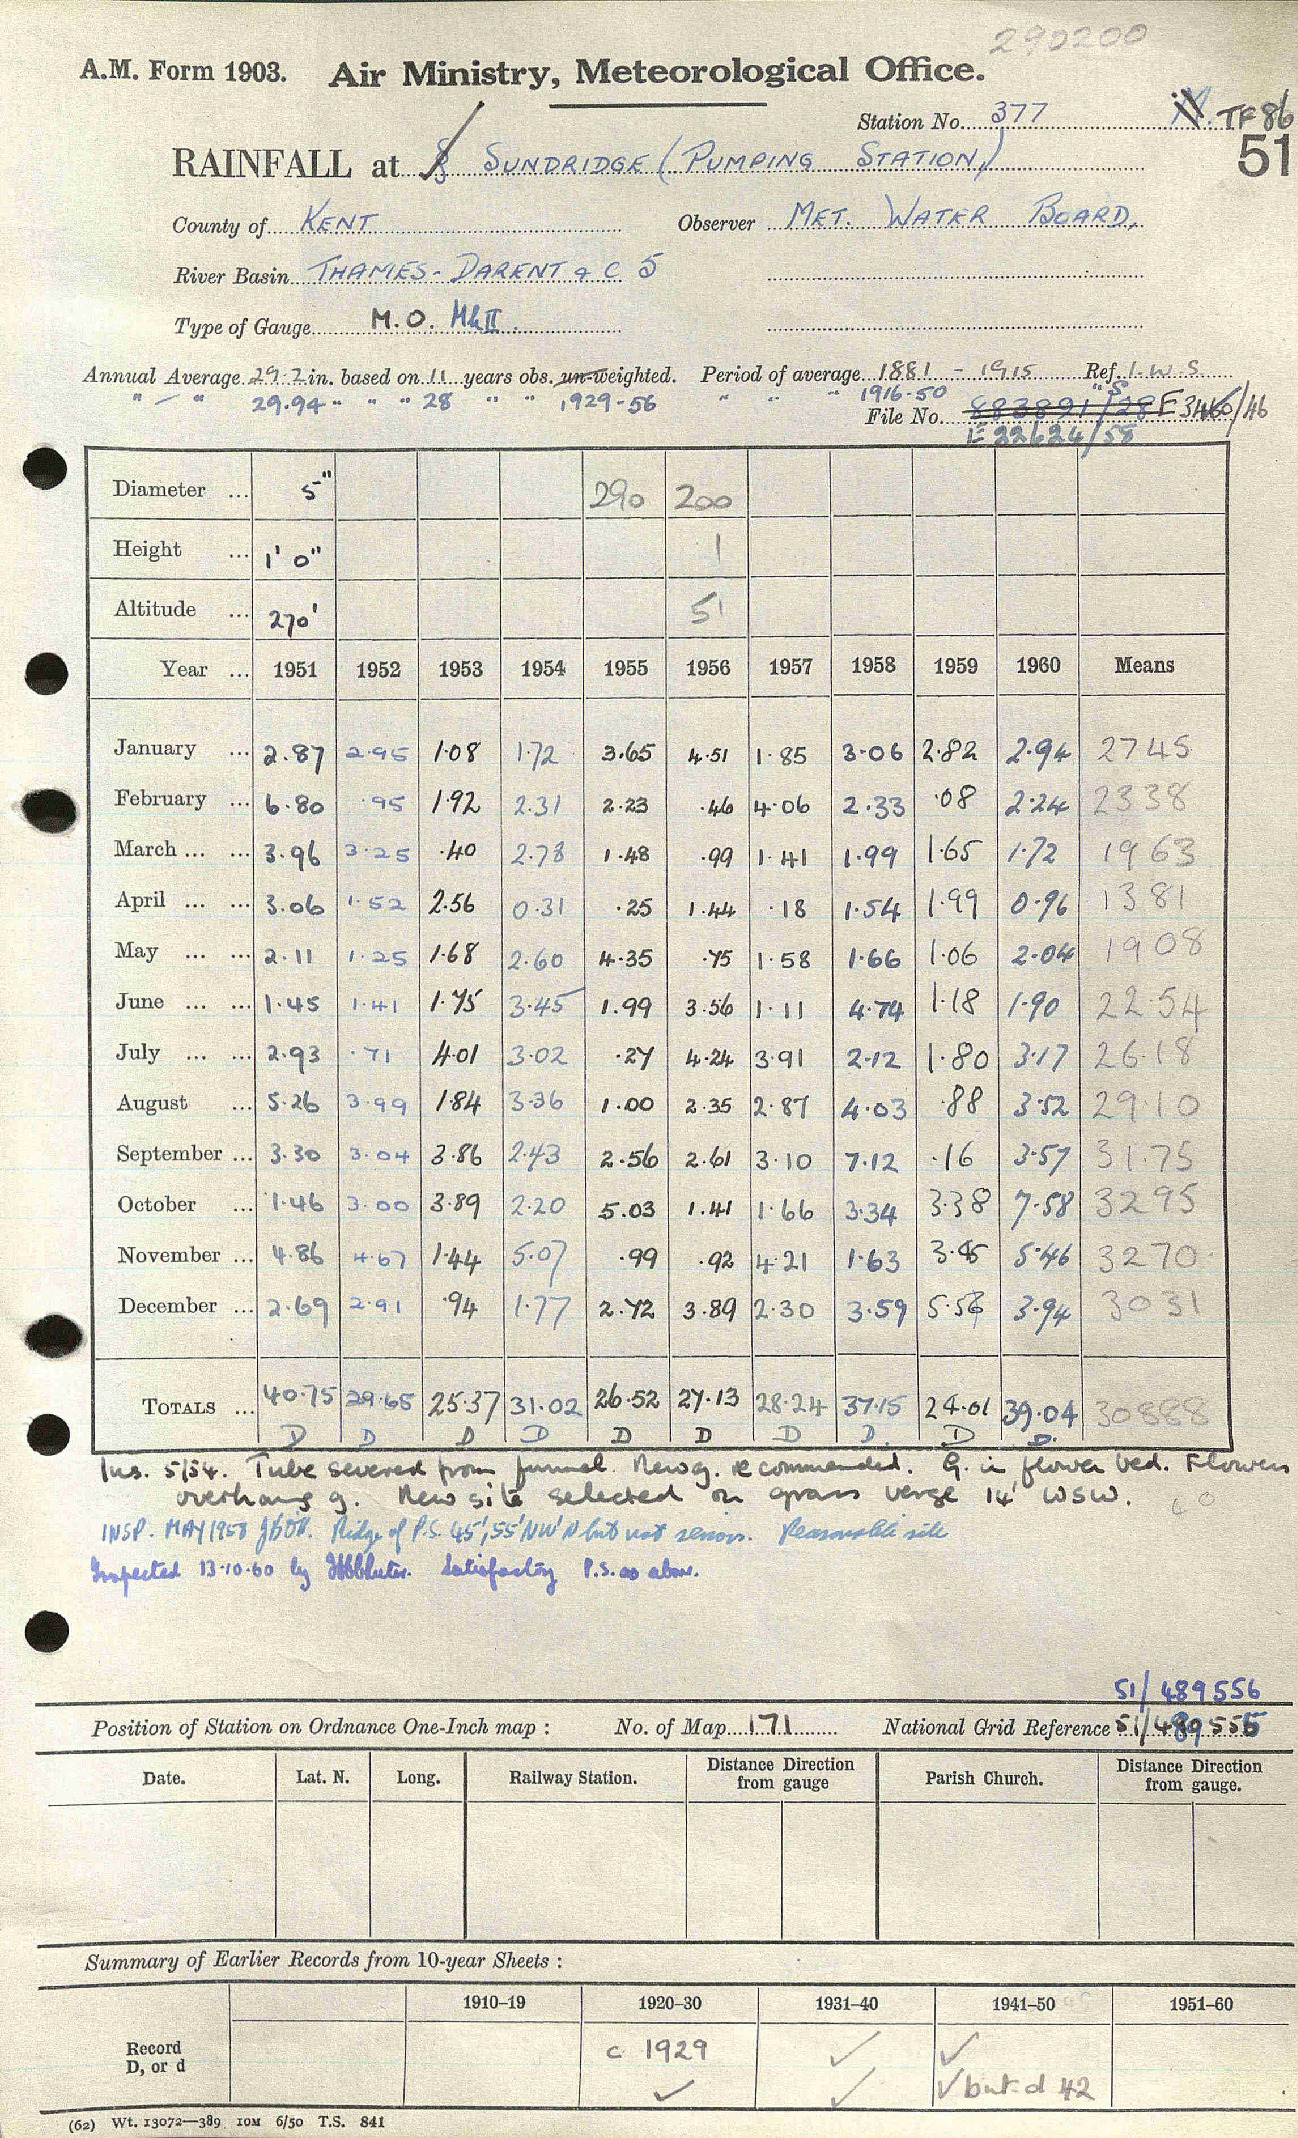 290200
A.M. Form 1903. Air Ministry, Meteorological Office.
Station No. 377 TF 86
51
RAINFALL at SUNDRIDGE (PUMPING STATION)
County of KENT Observer MET. WATER BOARD.
River Basin THAMES - DARENT & C 5
Type of Gauge M.O. Mk II
Annual Average 29.2 in. based on 11 years obs. un-weighted. Period of average 1881 - 1915 Ref. I.W.S
" - " 29.94 " " " 28 " " 1929-56 " " " 1916-50 " S
File No. 883891/28 E 3460/46
E 22624/58
Diameter ... 5" 290 200
Height ... 1' 0" 1
Altitude ... 270' 51
Year ... 1951 1952 1953 1954 1955 1956 1957 1958 1959 1960 Means
January ... 2.87 2.95 1.08 1.72 3.65 4.51 1.85 3.06 2.82 2.94 2745
February ... 6.80 .95 1.92 2.31 2.23 .46 4.06 2.33 .08 2.24 2338
March ... ... 3.96 3.25 .40 2.78 1.48 .99 1.41 1.99 1.65 1.72 1963
April ... ... 3.06 1.52 2.56 0.31 .25 1.44 .18 1.54 1.99 0.96 1381
May ... ... 2.11 1.25 1.68 2.60 4.35 .75 1.58 1.66 1.06 2.04 1908
June ... ... 1.45 1.41 1.75 3.45 1.99 3.56 1.11 4.74 1.18 1.90 2254
July ... ... 2.93 .71 4.01 3.02 .27 4.24 3.91 2.12 1.80 3.17 2618
August ... 5.26 3.99 1.84 3.36 1.00 2.35 2.87 4.03 .88 3.52 2910
September ... 3.30 3.04 3.86 2.43 2.56 2.61 3.10 7.12 .16 3.57 3175
October ... 1.46 3.00 3.89 2.20 5.03 1.41 1.66 3.34 3.38 7.58 3295
November ... 4.86 4.67 1.44 5.07 .99 .92 4.21 1.63 3.45 5.46 3270
December ... 2.69 2.91 .94 1.77 2.72 3.89 2.30 3.59 5.56 3.94 3031
TOTALS ... 40.75 29.65 25.37 31.02 26.52 27.13 28.24 37.15 24.01 39.04 30888
D D D D D D D D D D.
Ins. 5/54. Tube severed from funnel. New g. recommended. G. in flower bed. Flowers
overhang g. New site selected on grass verge 14' WSW.
INSP. MAY 1958 Ridge of P.S. 45', 55' NW'N but not serious. Reasonable site
Inspected 13.10.60 by Satisfactory P.S. as above.
51/489556
Position of Station on Ordnance One-Inch map : No. of Map 171 National Grid Reference 51/489555
Date. Lat. N. Long. Railway Station. Distance Direction from gauge Parish Church. Distance Direction from gauge.
Summary of Earlier Records from 10-year Sheets :
1910–19 1920–30 1931–40 1941–50 1951–60
Record D, or d c 1929 ✓ ✓
✓ ✓ ✓ but d 42
(62) Wt. 13072—389 10M 6/50 T.S. 841